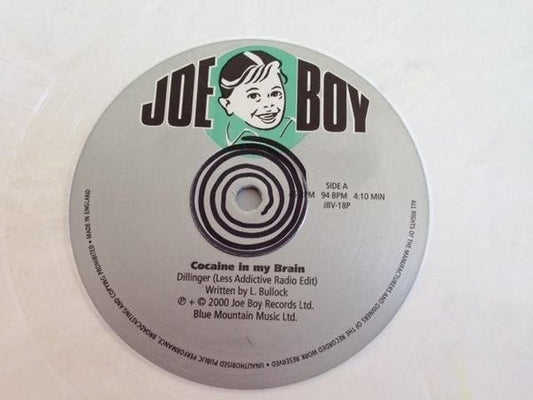 JOE BOY
SIDE A
RPM 94 BPM 4:10 MIN
JBV-18P
Cocaine in my Brain
Dillinger (Less Addictive Radio Edit)
Written by L. Bullock
℗ + © 2000 Joe Boy Records Ltd.
Blue Mountain Music Ltd.
ALL RIGHTS OF THE MANUFACTURERS AND OWNERS OF THE RECORDED WORK RESERVED • UNAUTHORISED PUBLIC PERFORMANCE, BROADCASTING AND COPYING PROHIBITED • MADE IN ENGLAND